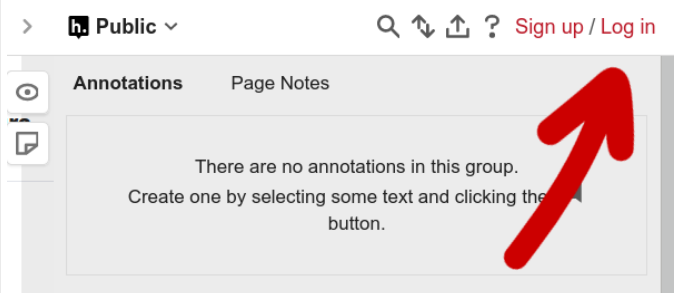 h. Public
? Sign up / Log in
Annotations Page Notes
There are no annotations in this group.
Create one by selecting some text and clicking the
button.